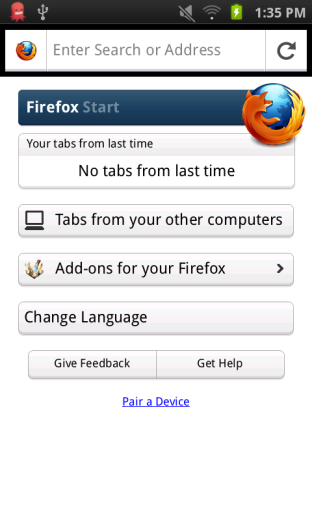 1:35 PM
Enter Search or Address
Firefox Start
Your tabs from last time
No tabs from last time
Tabs from your other computers
Add-ons for your Firefox
Change Language
Give Feedback
Get Help
Pair a Device